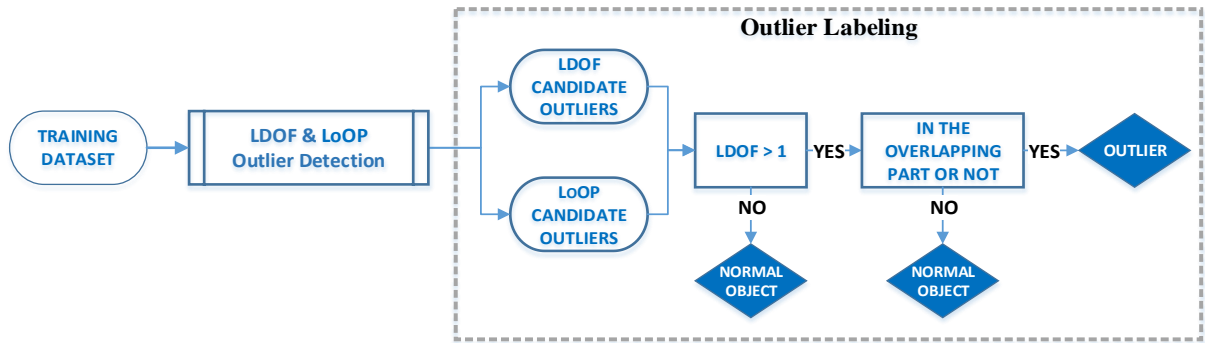 Outlier Labeling
TRAINING
DATASET
LDOF & LoOP
Outlier Detection
LDOF
CANDIDATE
OUTLIERS
LOOP
CANDIDATE
OUTLIERS
LDOF > 1
YES
IN THE
OVERLAPPING
PART OR NOT
YES
OUTLIER
NO
NO
NORMAL
OBJECT
NORMAL
OBJECT